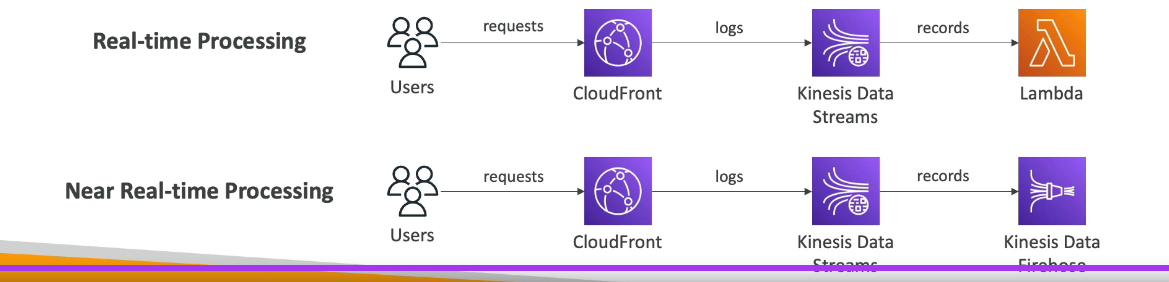 Real-time Processing
requests
logs
records
Users
CloudFront
Kinesis Data
Streams
Lambda
Near Real-time Processing
requests
logs
records
Users
CloudFront
Kinesis Data
Streams
Kinesis Data
Firehose